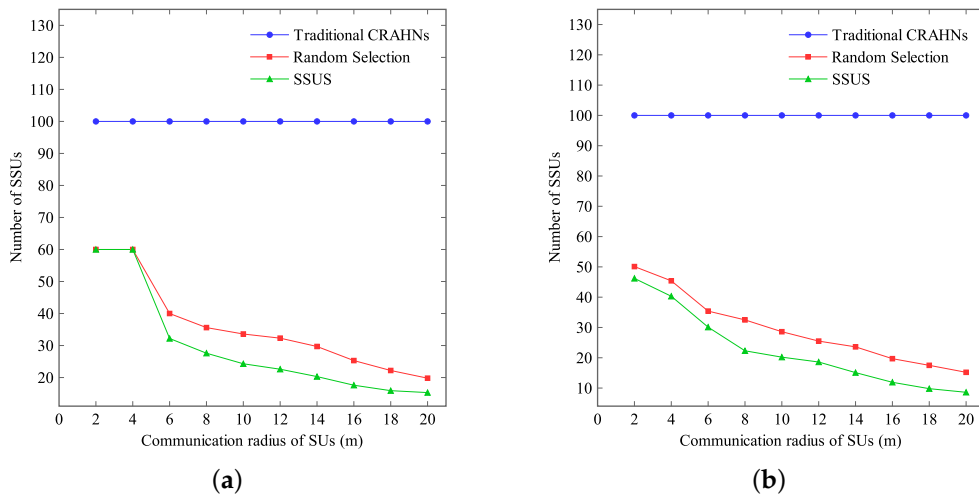 130
120
110
100
90
80
70
60
50
40
30
20
Number of SSUs
Traditional CRAHNs
Random Selection
SSUS
0 2 4 6 8 10 12 14 16 18 20
Communication radius of SUs (m)
(a)
130
120
110
100
90
80
70
60
50
40
30
20
10
Number of SSUs
Traditional CRAHNs
Random Selection
SSUS
0 2 4 6 8 10 12 14 16 18 20
Communication radius of SUs (m)
(b)